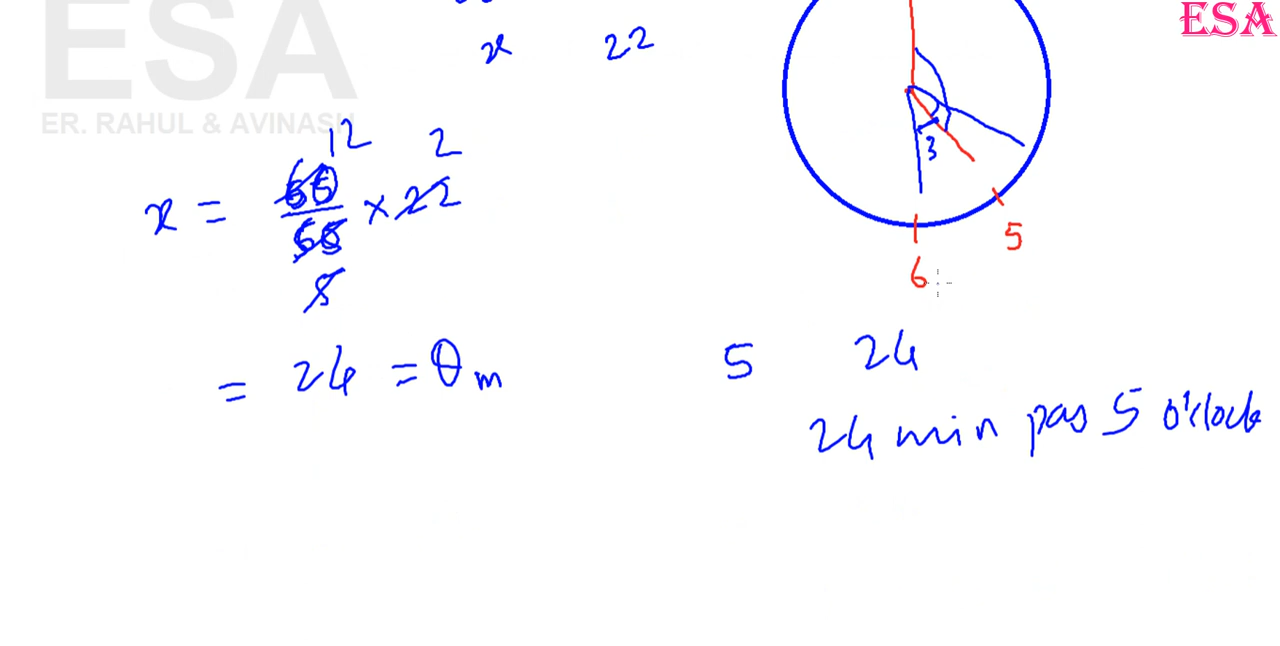 ESA
ESA
ER. RAHUL & AVINASH
x 22
12 2
x = 60/55 × 22
5
3
5
6
= 24 = θm
5 24
24 min pas 5 o'clock